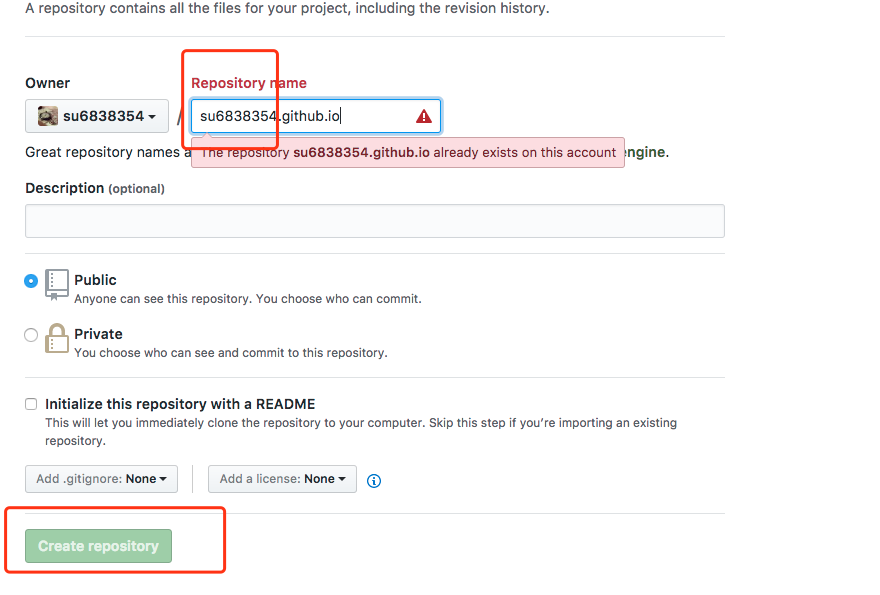 A repository contains all the files for your project, including the revision history.
Owner
Repository name
su6838354
/
su6838354.github.io
Great repository names a
The repository su6838354.github.io already exists on this account
engine.
Description (optional)
Public
Anyone can see this repository. You choose who can commit.
Private
You choose who can see and commit to this repository.
Initialize this repository with a README
This will let you immediately clone the repository to your computer. Skip this step if you’re importing an existing
repository.
Add .gitignore: None
Add a license: None
Create repository